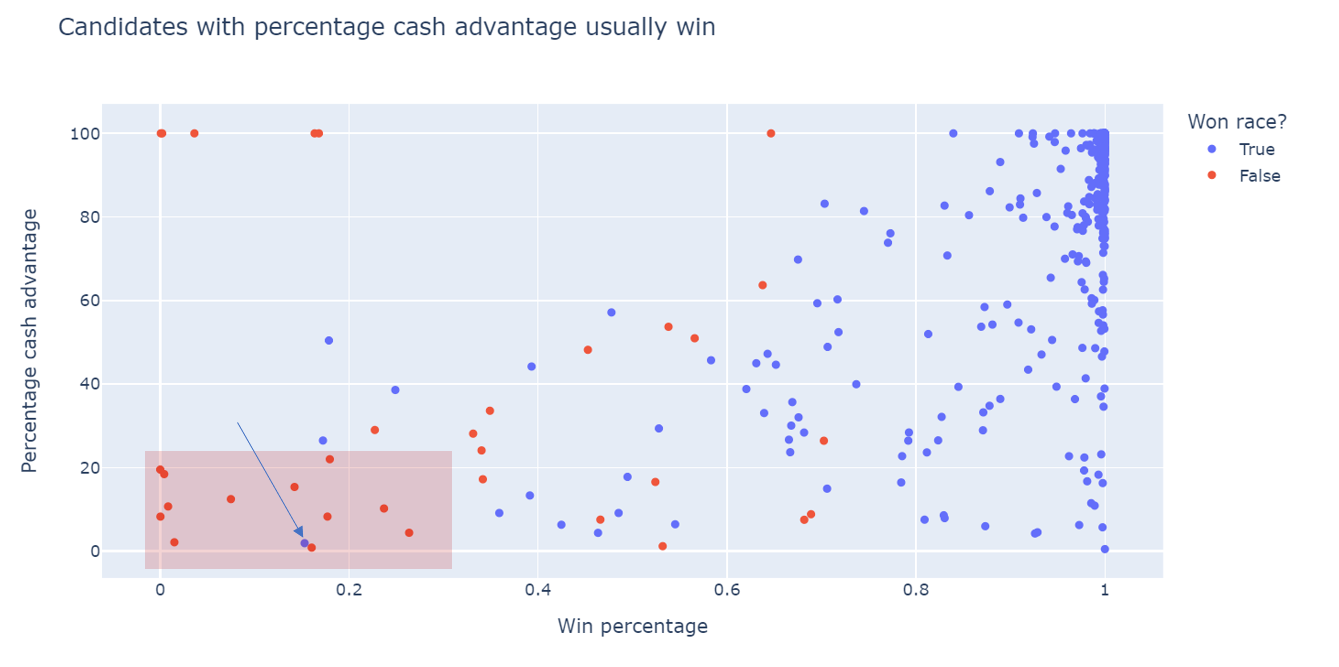 Candidates with percentage cash advantage usually win
Won race?
True
False
Percentage cash advantage
100
80
60
40
20
0
0
0.2
0.4
0.6
0.8
1
Win percentage